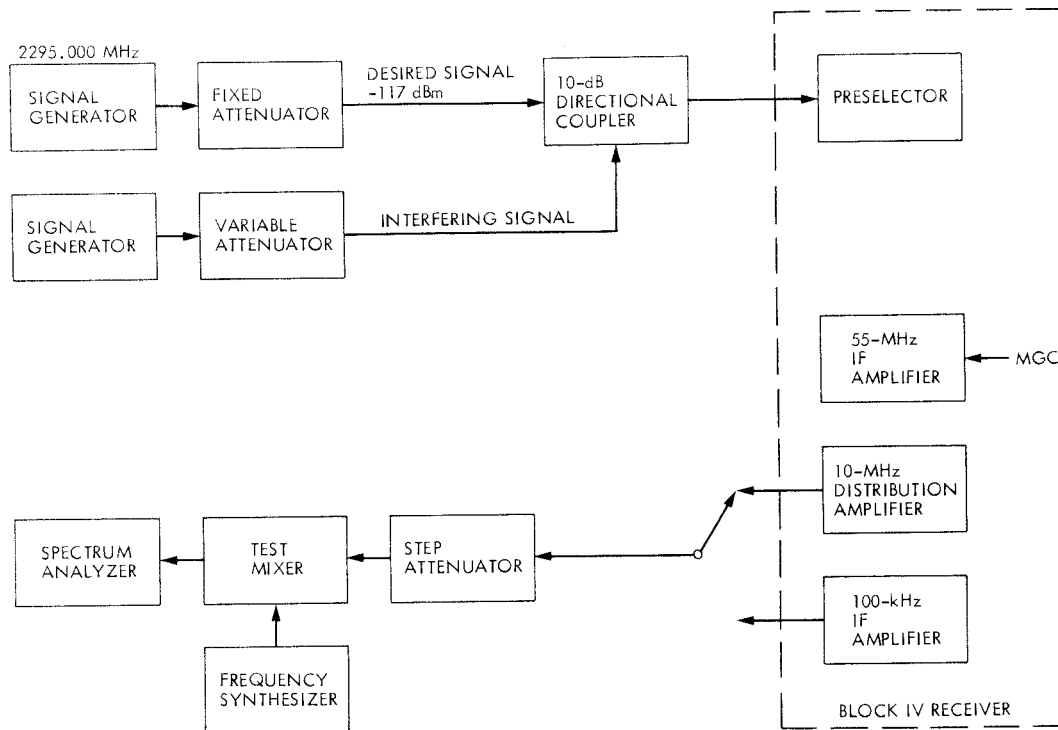 2295.000 MHz
SIGNAL
GENERATOR
FIXED
ATTENUATOR
DESIRED SIGNAL
-117 dBm
10-dB
DIRECTIONAL
COUPLER
PRESELECTOR
SIGNAL
GENERATOR
VARIABLE
ATTENUATOR
INTERFERING SIGNAL
55-MHz
IF
AMPLIFIER
MGC
10-MHz
DISTRIBUTION
AMPLIFIER
SPECTRUM
ANALYZER
TEST
MIXER
STEP
ATTENUATOR
100-kHz
IF
AMPLIFIER
FREQUENCY
SYNTHESIZER
BLOCK IV RECEIVER